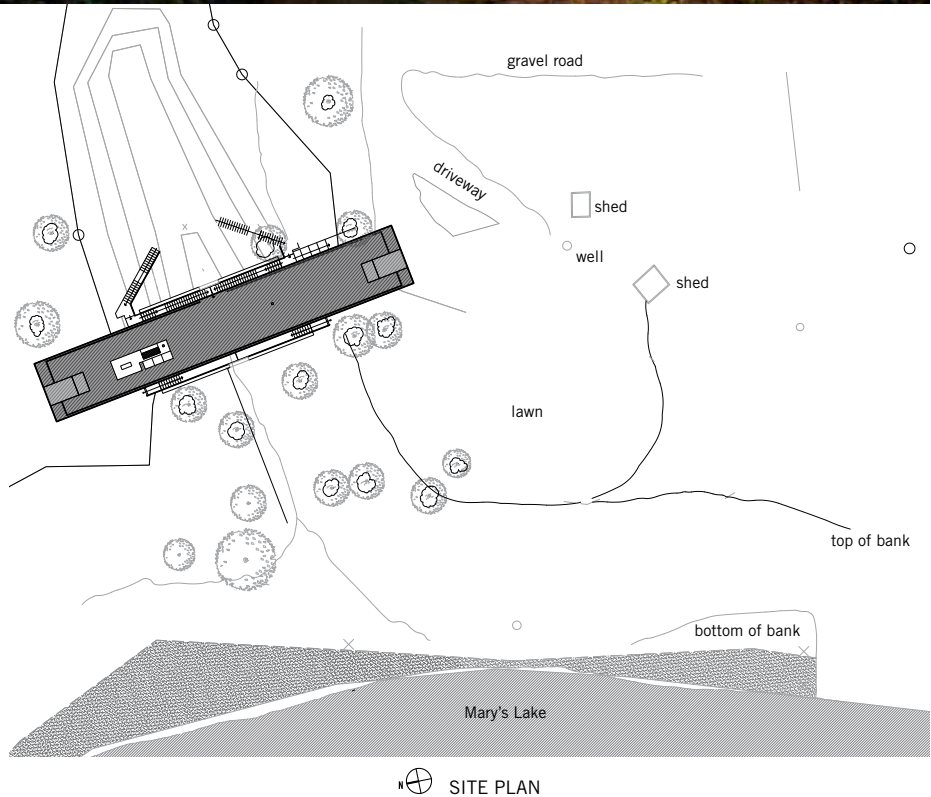 gravel road
driveway
shed
well
shed
lawn
top of bank
bottom of bank
Mary's Lake
N SITE PLAN